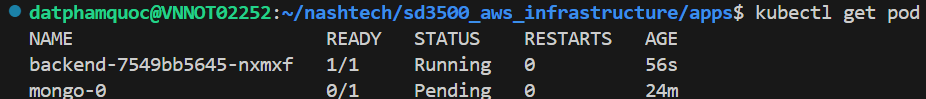 datphamquoc@VNNOT02252:~/nashtech/sd3500_aws_infrastructure/apps$ kubectl get pod
NAME READY STATUS RESTARTS AGE
backend-7549bb5645-nxmxf 1/1 Running 0 56s
mongo-0 0/1 Pending 0 24m